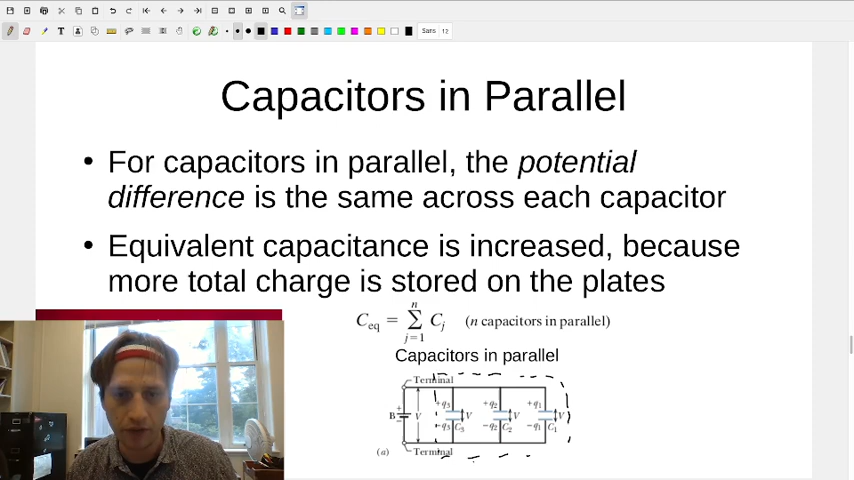 Sans 12
Capacitors in Parallel
• For capacitors in parallel, the potential
difference is the same across each capacitor
• Equivalent capacitance is increased, because
more total charge is stored on the plates
n
C_eq = ∑ C_j (n capacitors in parallel)
j=1
Capacitors in parallel
Terminal
+q₃ +q₂ +q₁
B + − V V V V
−q₃ C₃ −q₂ C₂ −q₁ C₁
(a) Terminal